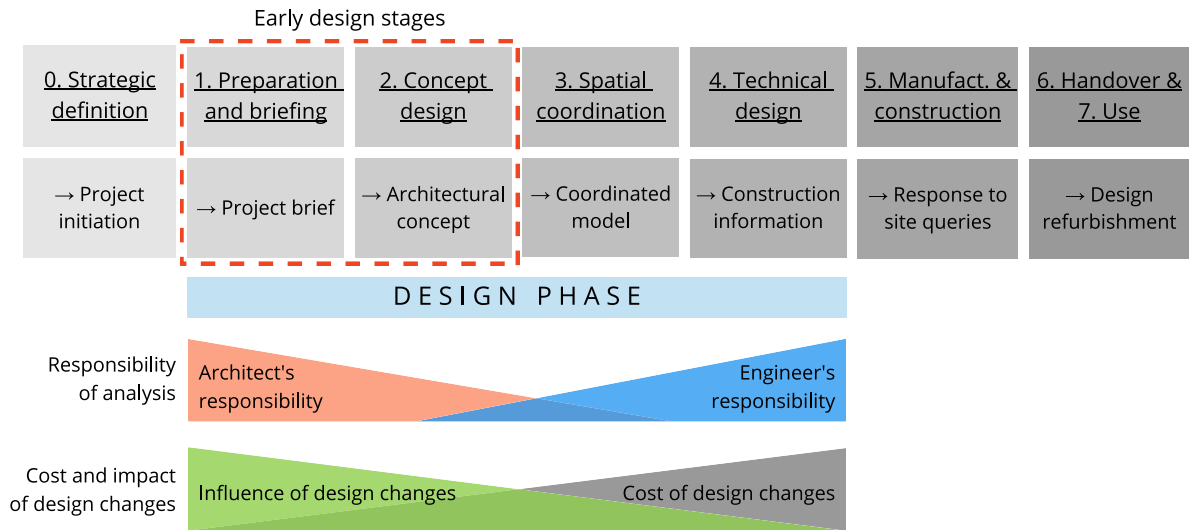 Early design stages
0. Strategic
definition
1. Preparation
and briefing
2. Concept
design
3. Spatial
coordination
4. Technical
design
5. Manufact. &
construction
6. Handover &
7. Use
→ Project
initiation
→ Project brief
→ Architectural
concept
→ Coordinated
model
→ Construction
information
→ Response to
site queries
→ Design
refurbishment
DESIGN PHASE
Responsibility
of analysis
Architect's
responsibility
Engineer's
responsibility
Cost and impact
of design changes
Influence of design changes
Cost of design changes